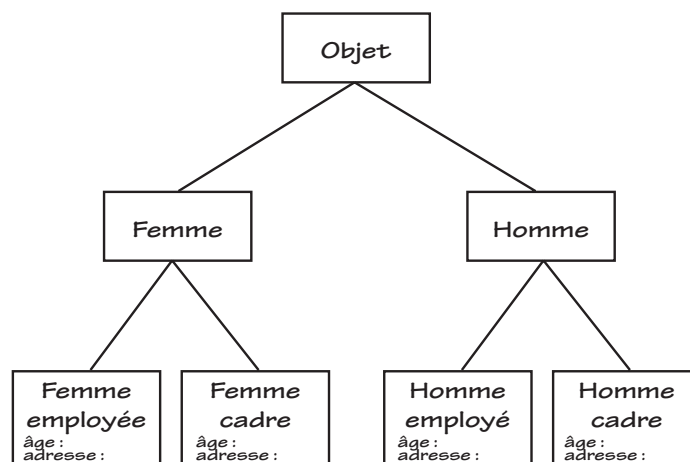 Objet
Femme
Homme
Femme
employée
âge :
adresse :
Femme
cadre
âge :
adresse :
Homme
employé
âge :
adresse :
Homme
cadre
âge :
adresse :